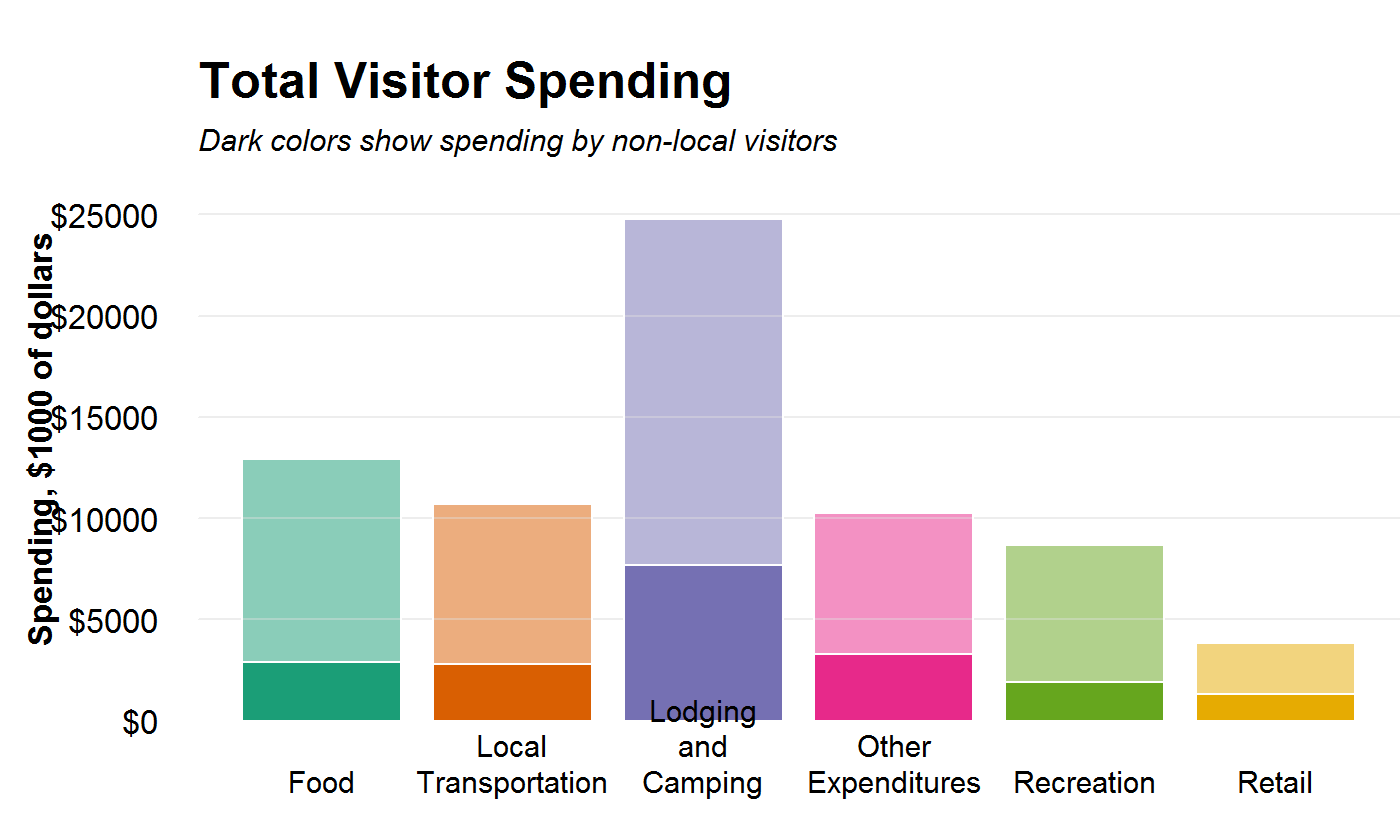 Total Visitor Spending
Dark colors show spending by non-local visitors
Spending, $1000 of dollars
$25000
$20000
$15000
$10000
$5000
$0
Food
Local
Transportation
Lodging
and
Camping
Other
Expenditures
Recreation
Retail